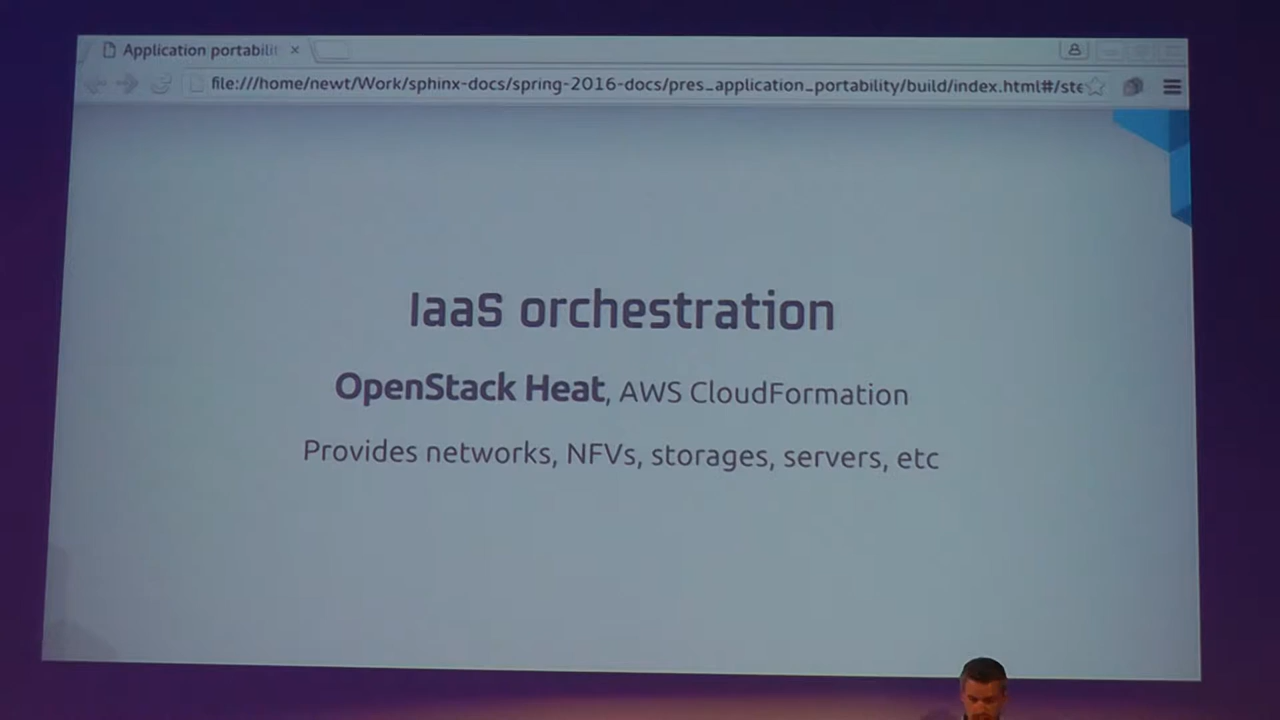 Application portabilit
file:///home/newt/Work/sphinx-docs/spring-2016-docs/pres_application_portability/build/index.html#/ste
IaaS orchestration
OpenStack Heat, AWS CloudFormation
Provides networks, NFVs, storages, servers, etc